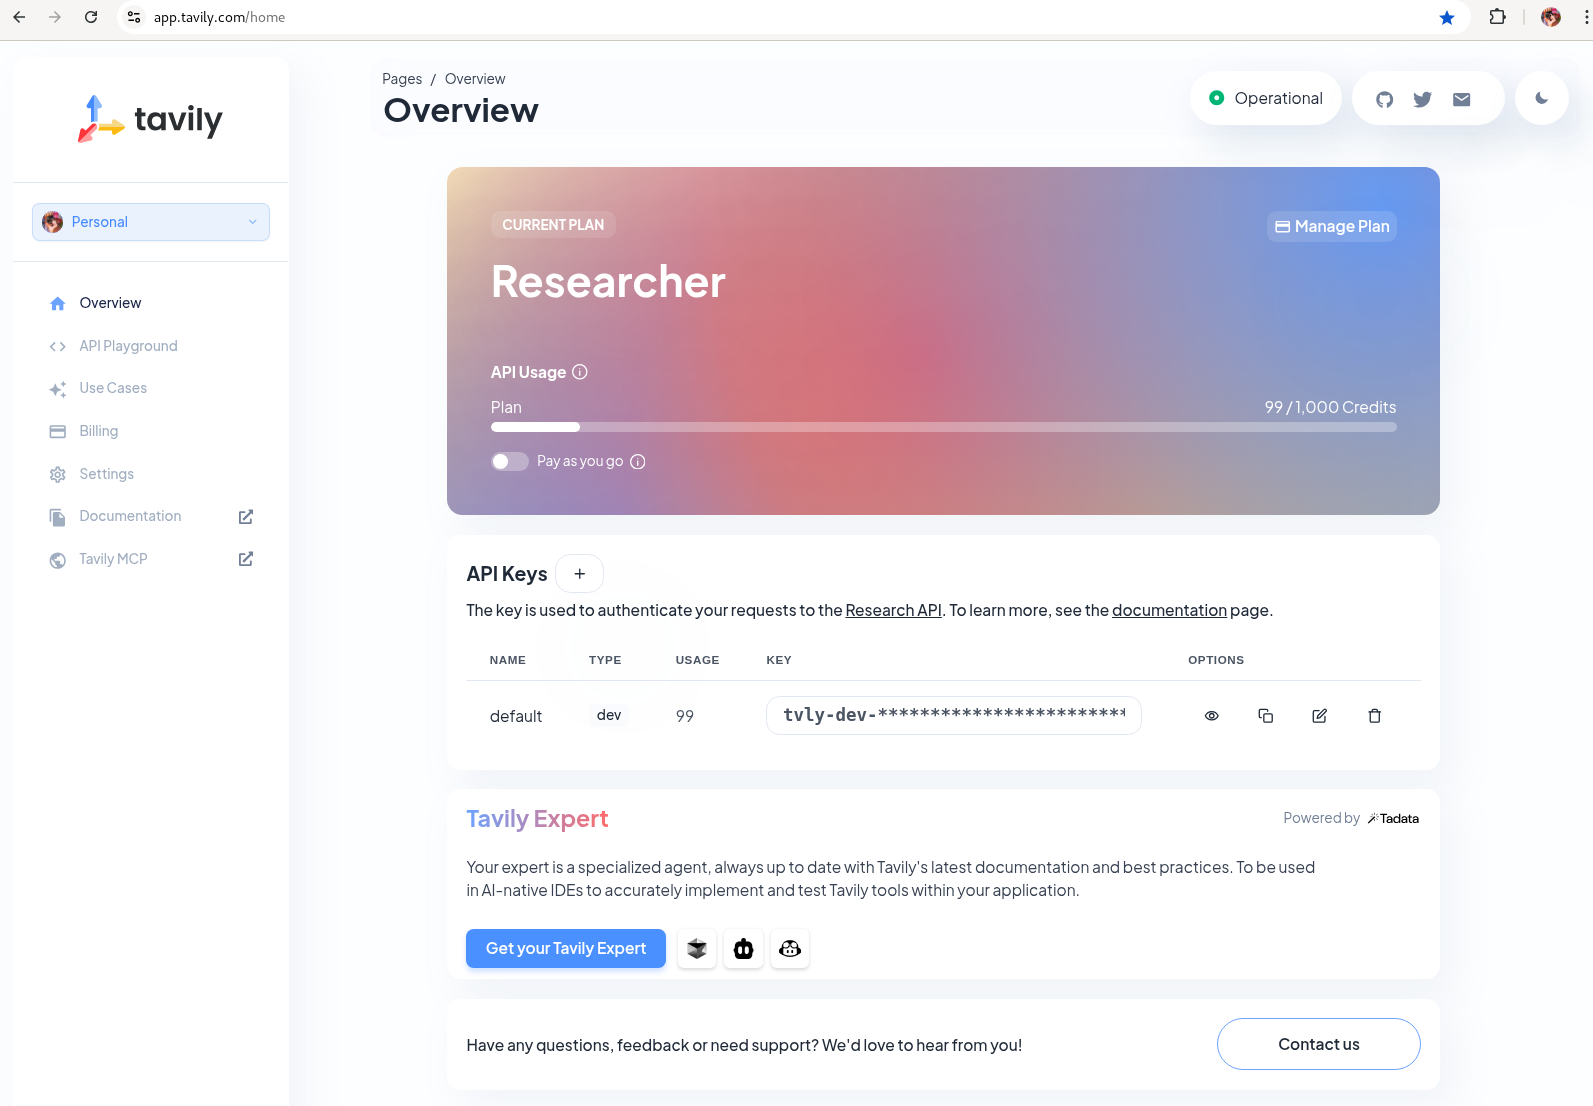 app.tavily.com/home
tavily
Personal
Overview
API Playground
Use Cases
Billing
Settings
Documentation
Tavily MCP
Pages / Overview
Overview
Operational
CURRENT PLAN
Manage Plan
Researcher
API Usage
Plan
99 / 1,000 Credits
Pay as you go
API Keys
+
The key is used to authenticate your requests to the Research API. To learn more, see the documentation page.
NAME TYPE USAGE KEY OPTIONS
default dev 99 tvly-dev-************************
Tavily Expert
Powered by Tadata
Your expert is a specialized agent, always up to date with Tavily's latest documentation and best practices. To be used
in AI-native IDEs to accurately implement and test Tavily tools within your application.
Get your Tavily Expert
Have any questions, feedback or need support? We'd love to hear from you!
Contact us